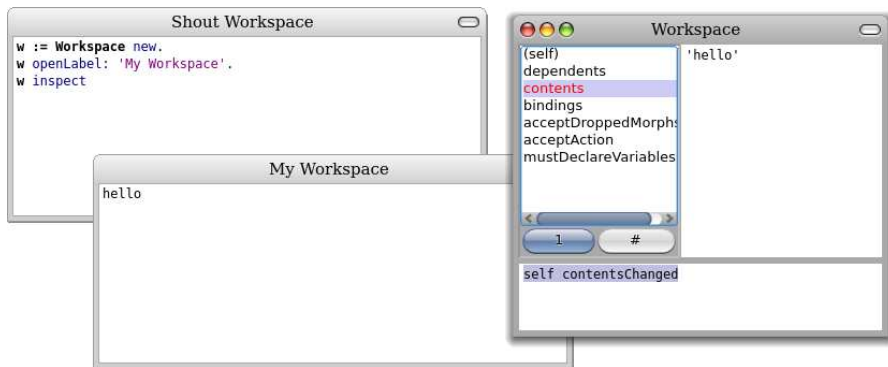 Shout Workspace
w := Workspace new.
w openLabel: 'My Workspace'.
w inspect
My Workspace
hello
Workspace
(self)
dependents
contents
bindings
acceptDroppedMorphs
acceptAction
mustDeclareVariables
1
#
'hello'
self contentsChanged